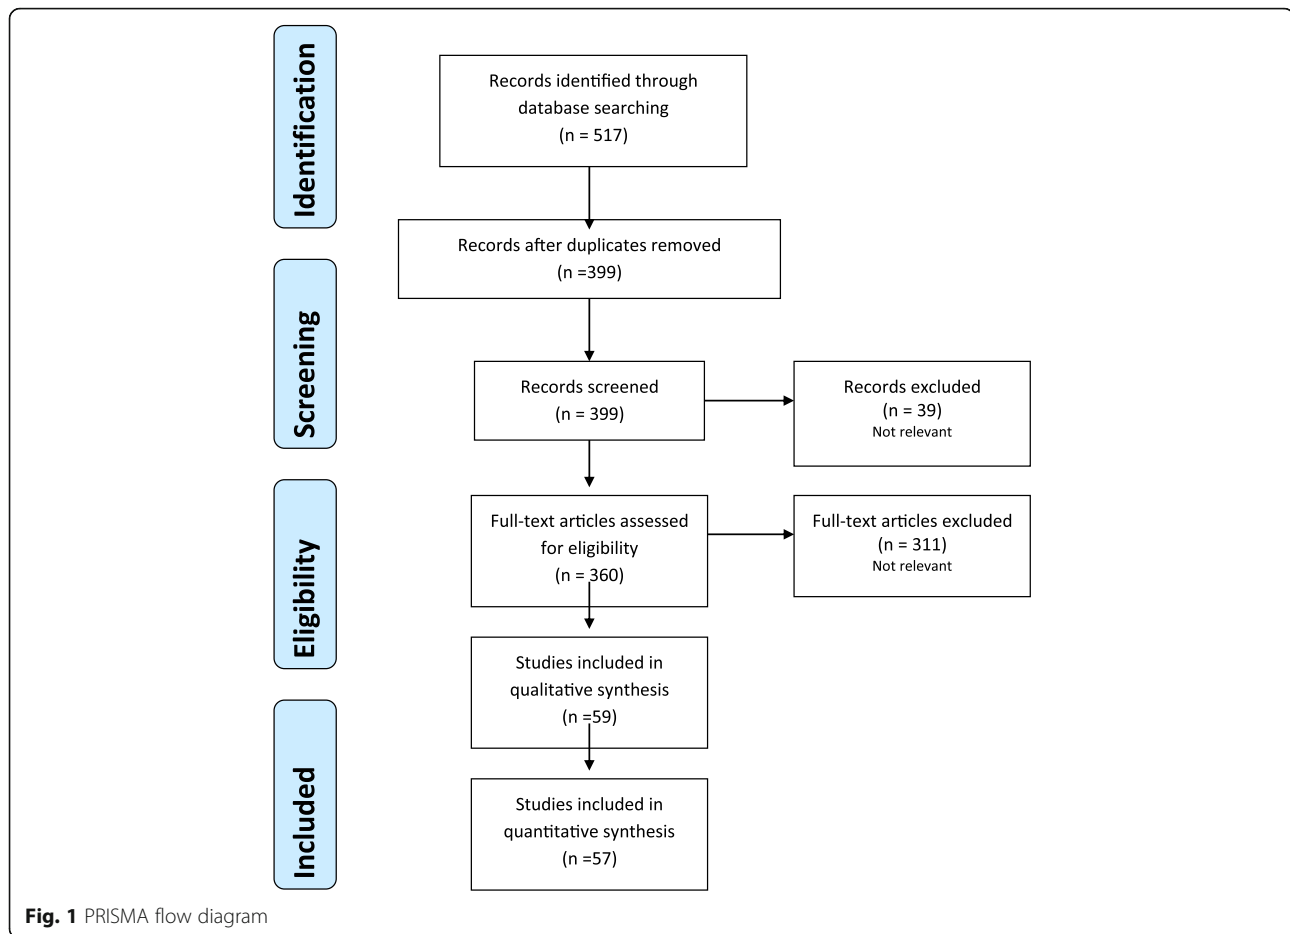 Identification
Records identified through
database searching
(n = 517)
Records after duplicates removed
(n =399)
Screening
Records screened
(n = 399)
Records excluded
(n = 39)
Not relevant
Eligibility
Full-text articles assessed
for eligibility
(n = 360)
Full-text articles excluded
(n = 311)
Not relevant
Studies included in
qualitative synthesis
(n =59)
Included
Studies included in
quantitative synthesis
(n =57)
Fig. 1 PRISMA flow diagram